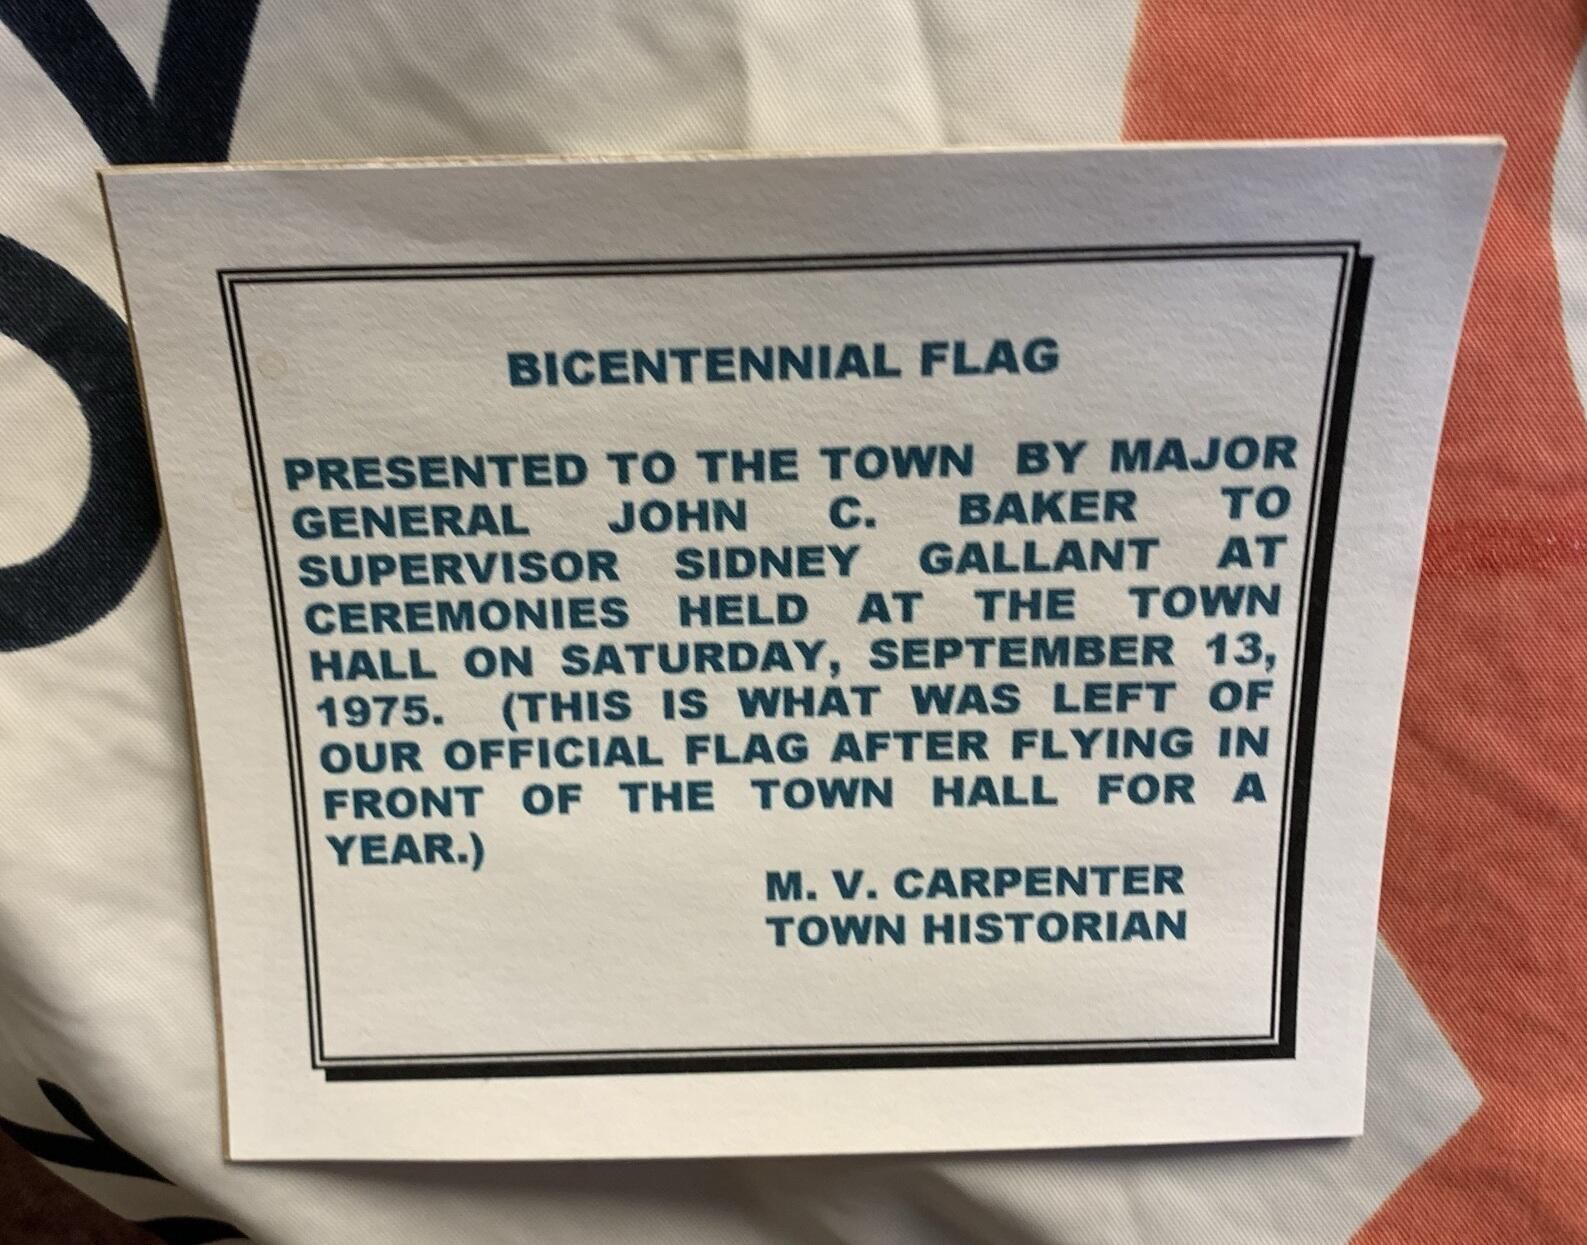 BICENTENNIAL FLAG
PRESENTED TO THE TOWN BY MAJOR
GENERAL JOHN C. BAKER TO
SUPERVISOR SIDNEY GALLANT AT
CEREMONIES HELD AT THE TOWN
HALL ON SATURDAY, SEPTEMBER 13,
1975. (THIS IS WHAT WAS LEFT OF
OUR OFFICIAL FLAG AFTER FLYING IN
FRONT OF THE TOWN HALL FOR A
YEAR.)
M. V. CARPENTER
TOWN HISTORIAN